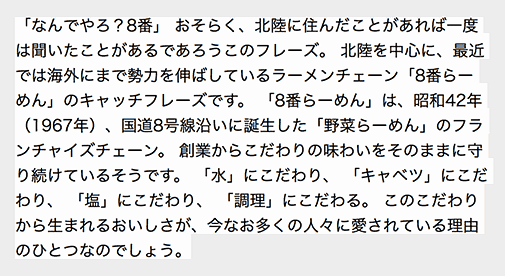 「なんでやろ？8番」 おそらく、北陸に住んだことがあれば一度
は聞いたことがあるであろうこのフレーズ。 北陸を中心に、最近
では海外にまで勢力を伸ばしているラーメンチェーン「8番らー
めん」のキャッチフレーズです。 「8番らーめん」は、昭和42年
（1967年）、国道8号線沿いに誕生した「野菜らーめん」のフラ
ンチャイズチェーン。 創業からこだわりの味わいをそのままに守
り続けているそうです。 「水」にこだわり、 「キャベツ」にこだ
わり、 「塩」にこだわり、 「調理」にこだわる。 このこだわり
から生まれるおいしさが、今なお多くの人々に愛されている理由
のひとつなのでしょう。